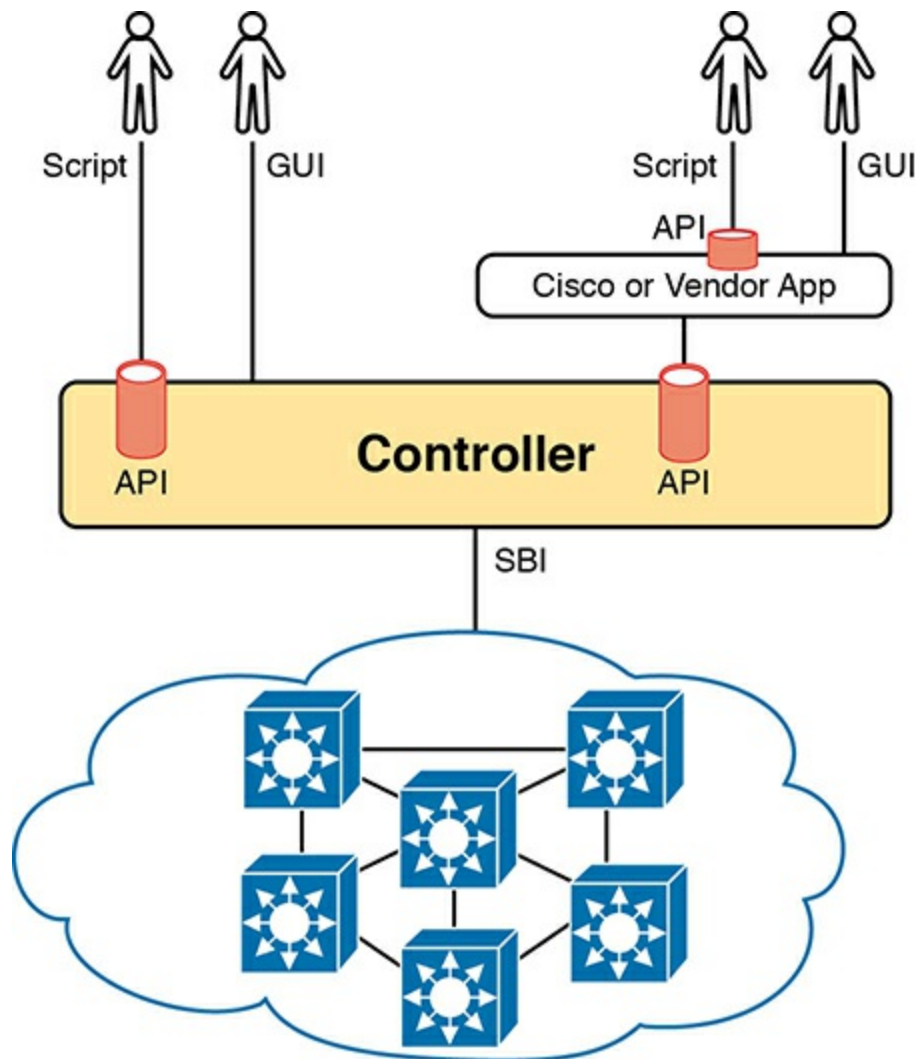 Script
GUI
Script
GUI
API
Cisco or Vendor App
Controller
API
API
SBI